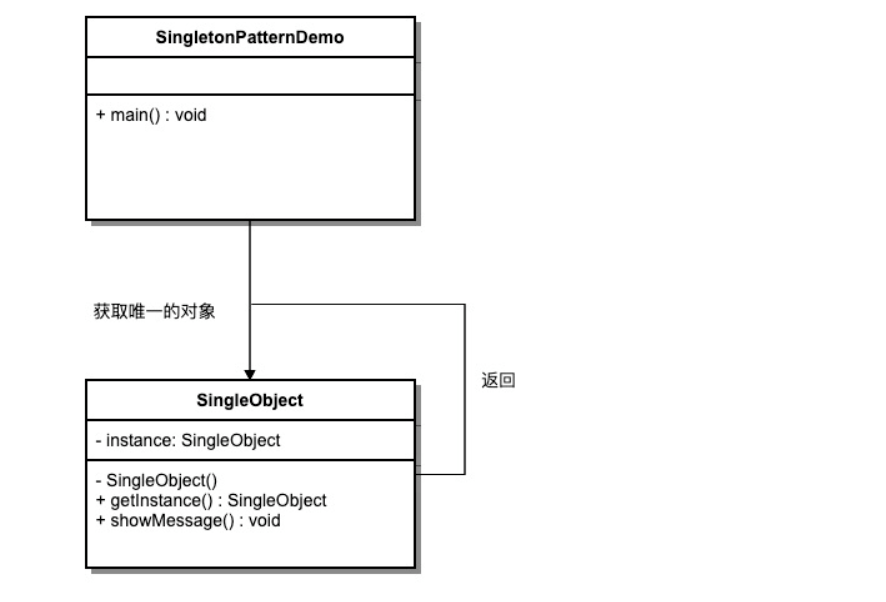 SingletonPatternDemo
+ main() : void
获取唯一的对象
返回
SingleObject
- instance: SingleObject
- SingleObject()
+ getInstance() : SingleObject
+ showMessage() : void